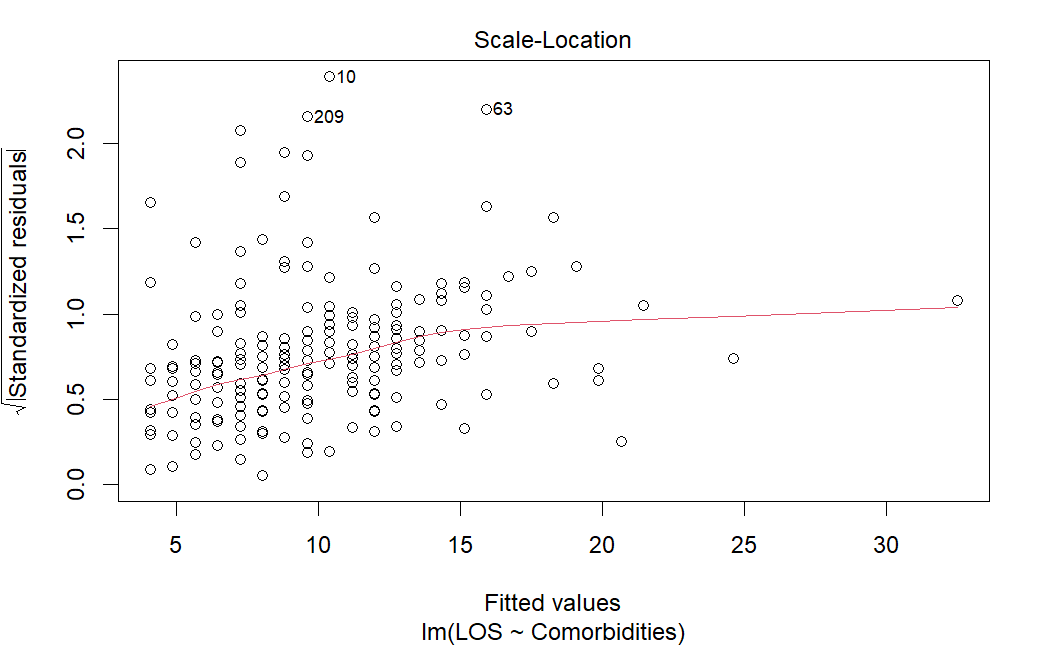 Scale-Location
√|Standardized residuals|
2.0
1.5
1.0
0.5
0.0
10
209
63
5 10 15 20 25 30
Fitted values
lm(LOS ~ Comorbidities)